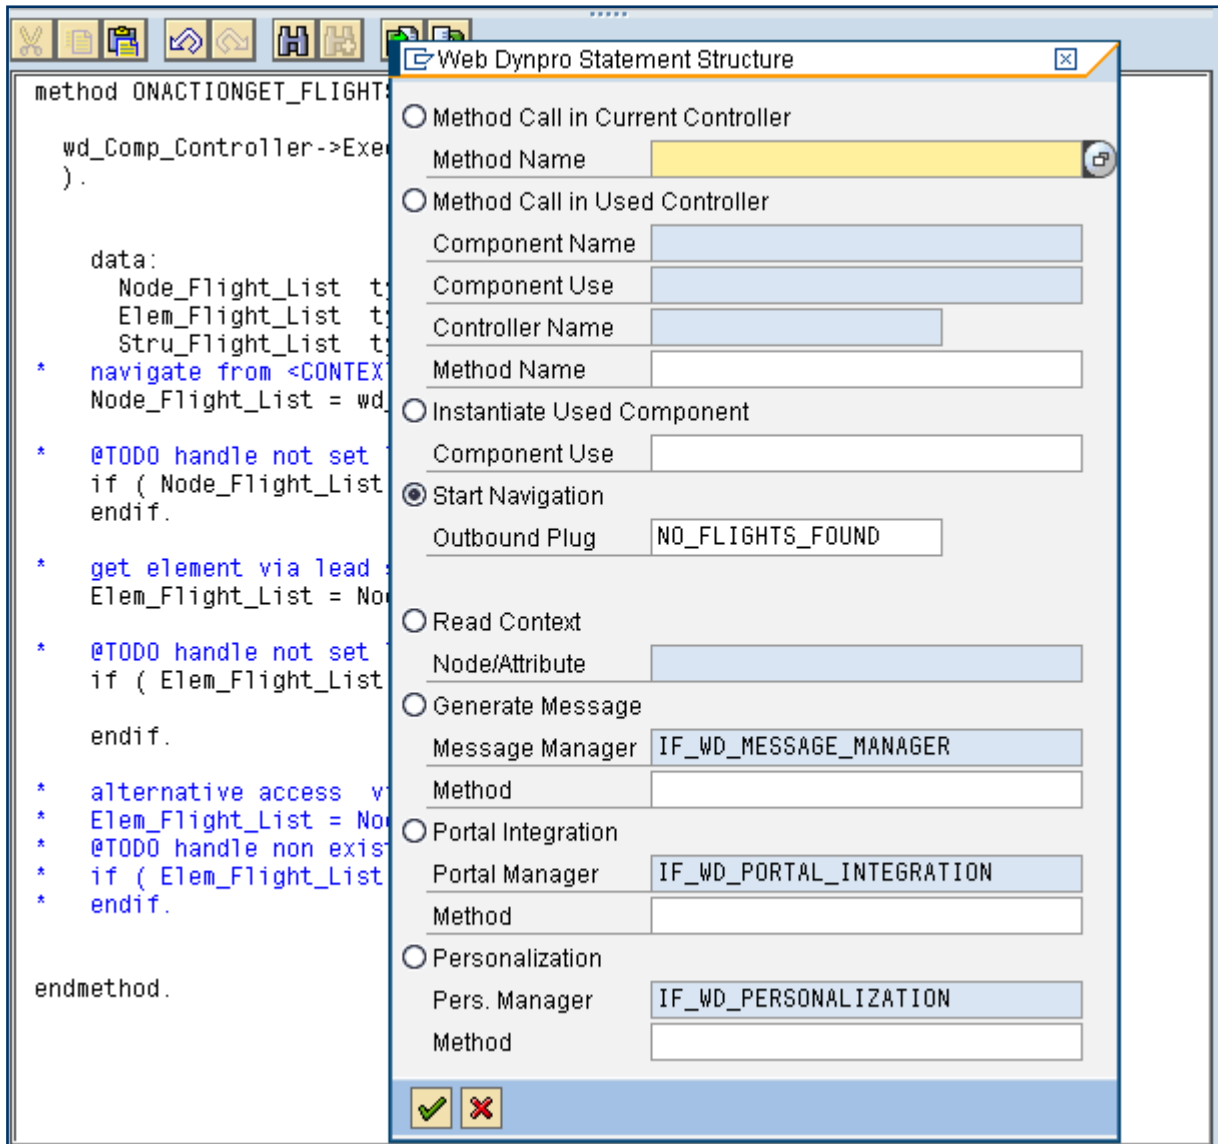 Web Dynpro Statement Structure
method ONACTIONGET_FLIGHTS
wd_Comp_Controller->Exe
).
data:
Node_Flight_List
Elem_Flight_List
Stru_Flight_List
* navigate from <CONTEXT
Node_Flight_List = wd_
* @TODO handle not set
if ( Node_Flight_List
endif.
* get element via lead
Elem_Flight_List = No
* @TODO handle not set
if ( Elem_Flight_List
endif.
* alternative access
* Elem_Flight_List = No
* @TODO handle non exist
* if ( Elem_Flight_List
* endif.
endmethod.
Method Call in Current Controller
Method Name
Method Call in Used Controller
Component Name
Component Use
Controller Name
Method Name
Instantiate Used Component
Component Use
Start Navigation
Outbound Plug NO_FLIGHTS_FOUND
Read Context
Node/Attribute
Generate Message
Message Manager IF_WD_MESSAGE_MANAGER
Method
Portal Integration
Portal Manager IF_WD_PORTAL_INTEGRATION
Method
Personalization
Pers. Manager IF_WD_PERSONALIZATION
Method